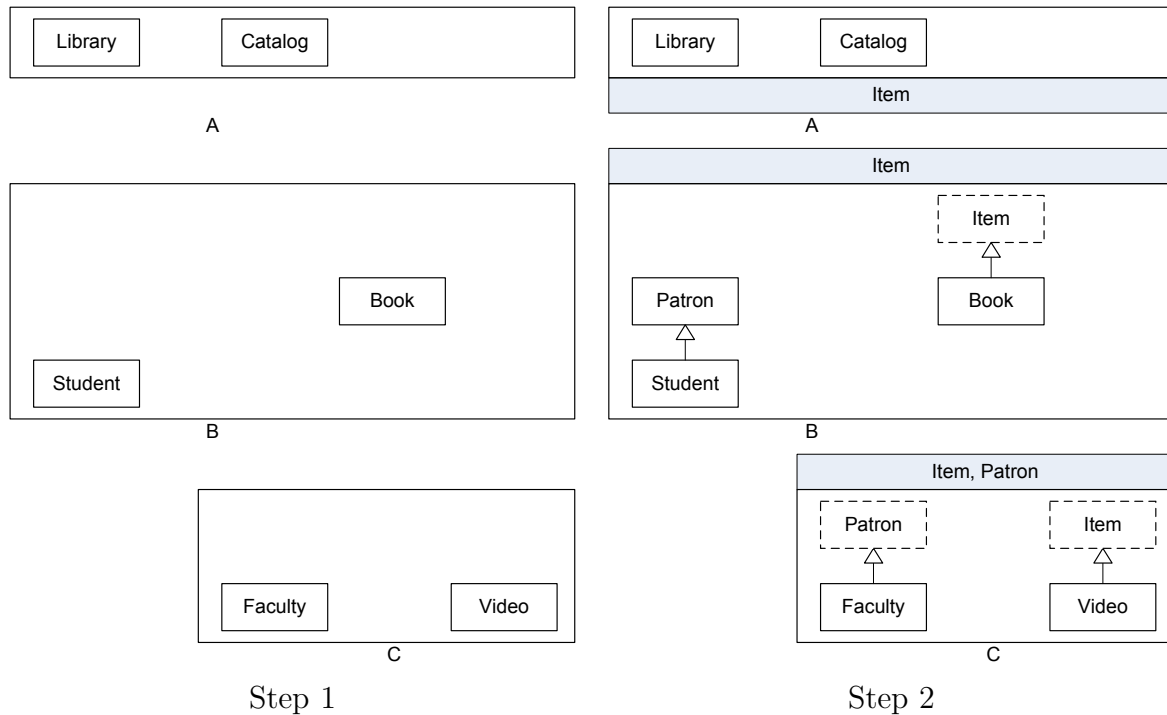 Library Catalog
A
Book
Student
B
Faculty Video
C
Step 1
Library Catalog
Item
A
Item
Item
Patron Book
Student
B
Item, Patron
Patron Item
Faculty Video
C
Step 2